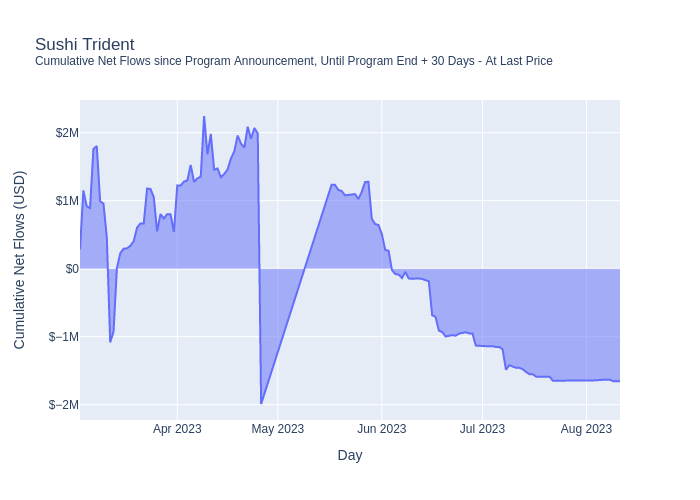 Sushi Trident
Cumulative Net Flows since Program Announcement, Until Program End + 30 Days - At Last Price
Cumulative Net Flows (USD)
$2M
$1M
$0
$−1M
$−2M
Apr 2023
May 2023
Jun 2023
Jul 2023
Aug 2023
Day